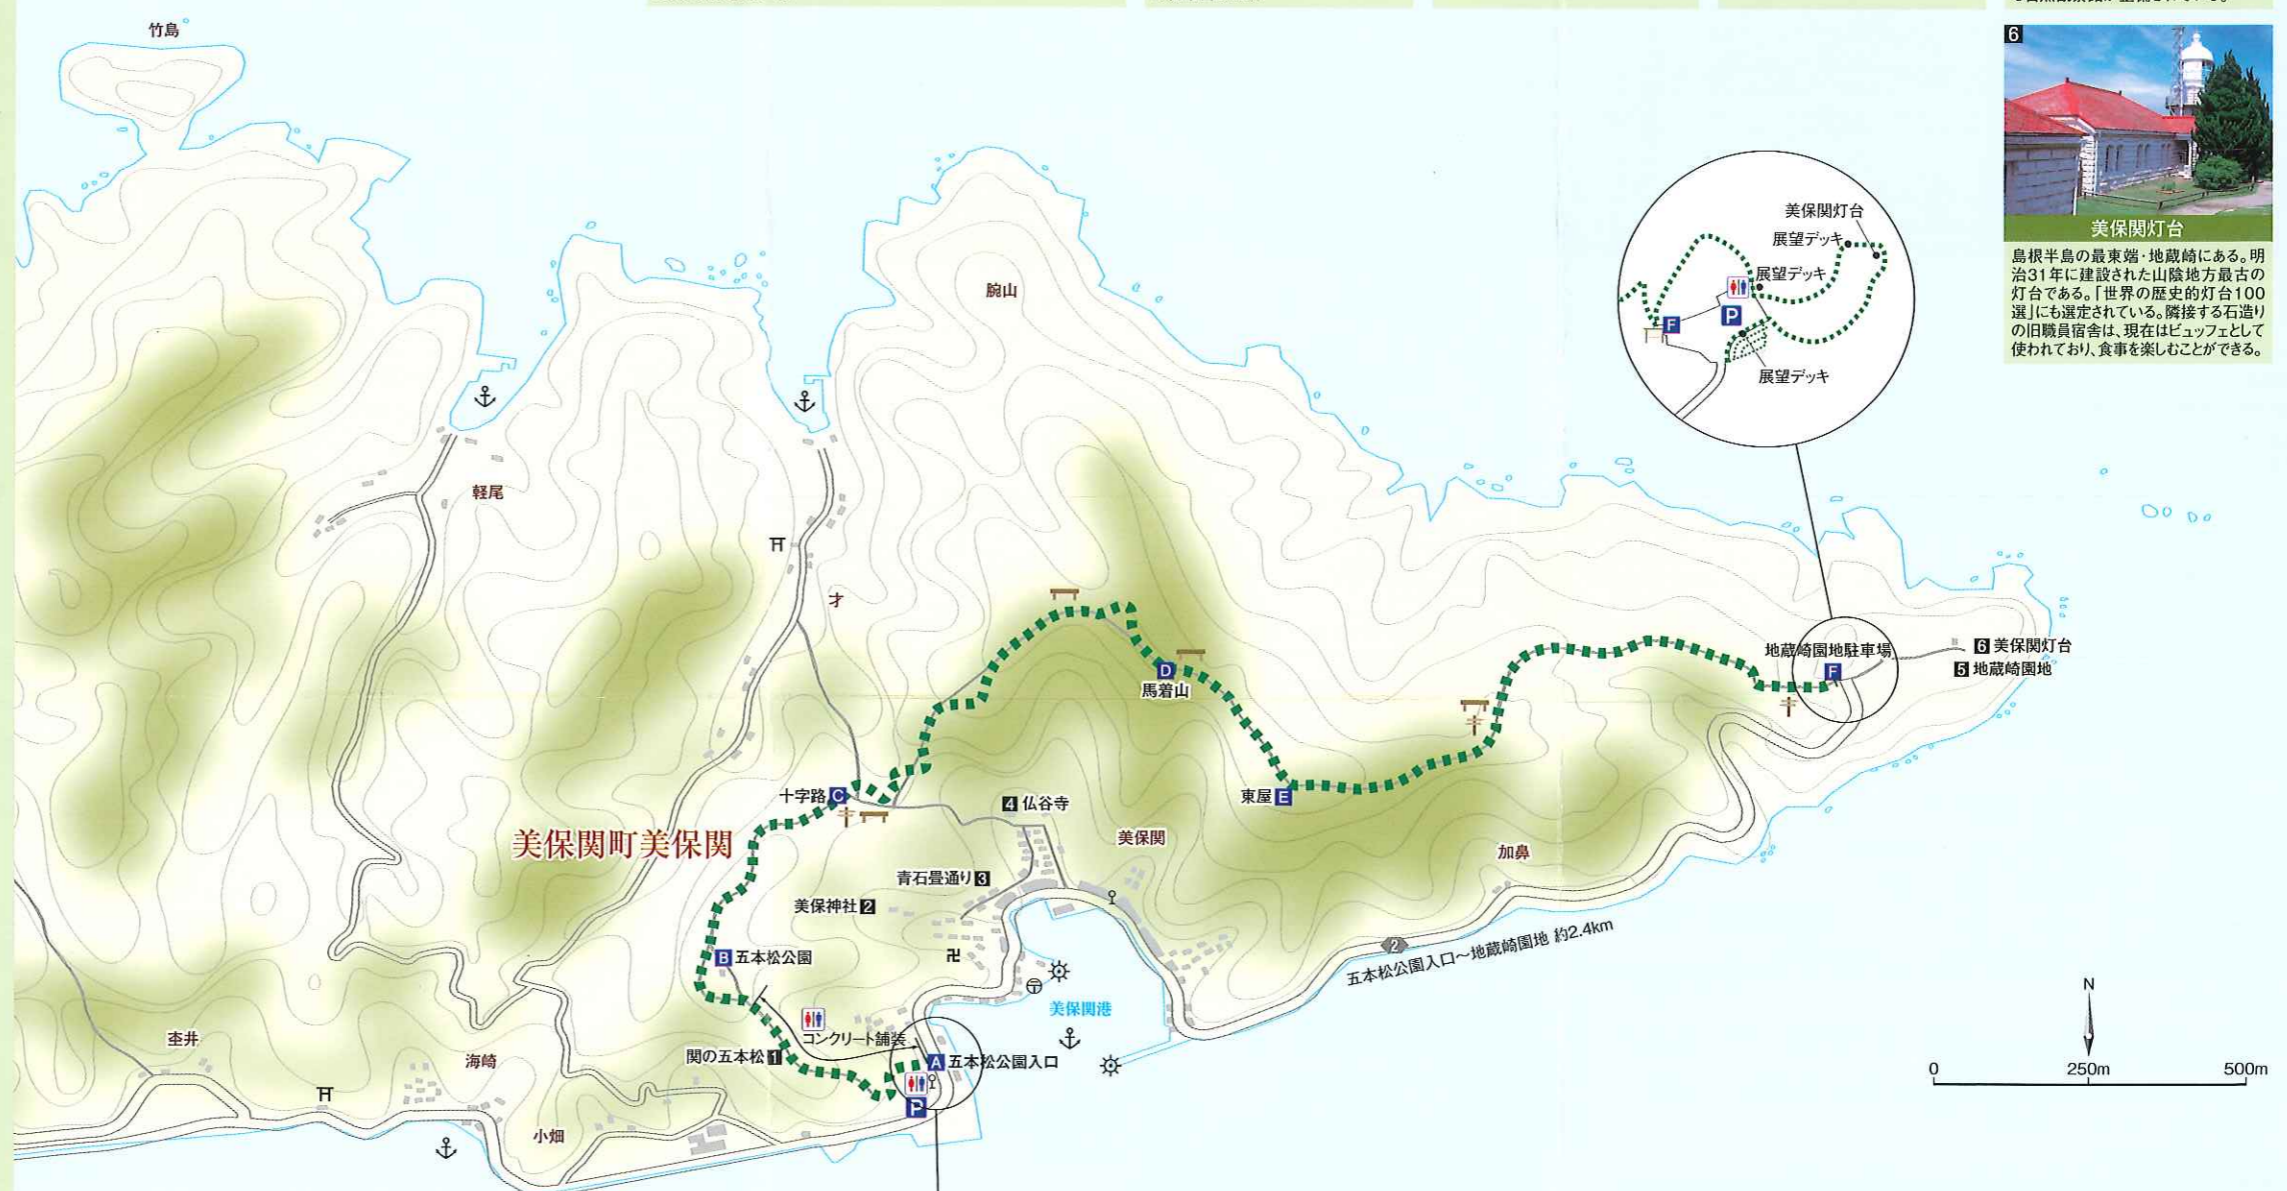 竹島
6
美保関灯台
島根半島の最東端・地蔵崎にある。明
治31年に建設された山陰地方最古の
灯台である。「世界の歴史的灯台100
選」にも選定されている。隣接する石造り
の旧職員宿舎は、現在はビュッフェとして
使われており、食事を楽しむことができる。
美保関灯台
展望デッキ
展望デッキ
F
P
展望デッキ
腕山
軽尾
才
D
馬着山
地蔵崎園地駐車場
F
6 美保関灯台
5 地蔵崎園地
十字路 C
東屋 E
4 仏谷寺
美保関町美保関
美保関
加鼻
青石畳通り 3
美保神社 2
B 五本松公園
2
五本松公園入口〜地蔵崎園地 約2.4km
美保関港
コンクリート舗装
関の五本松 1
A 五本松公園入口
P
海崎
小畑
N
0 250m 500m